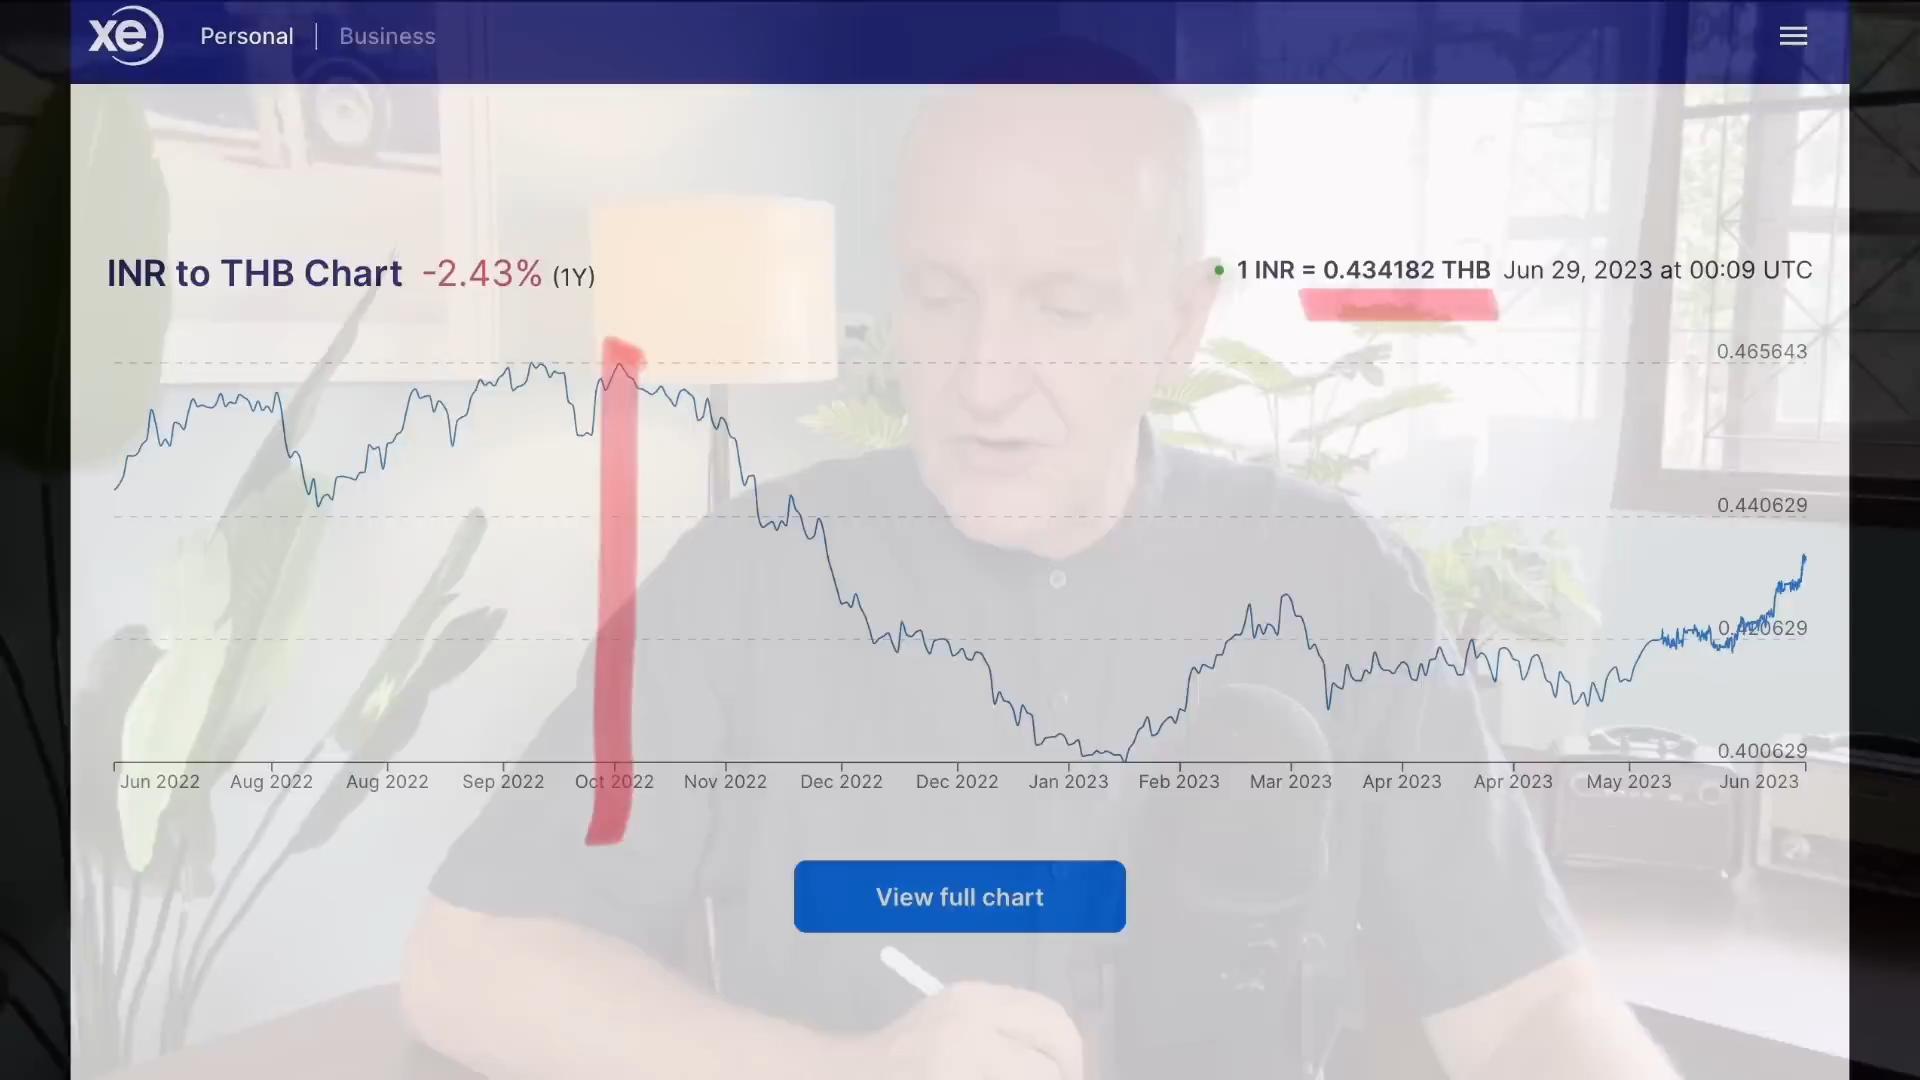 xe Personal | Business
INR to THB Chart -2.43% (1Y)
1 INR = 0.434182 THB Jun 29, 2023 at 00:09 UTC
0.465643
0.440629
0.420629
0.400629
Jun 2022 Aug 2022 Aug 2022 Sep 2022 Oct 2022 Nov 2022 Dec 2022 Dec 2022 Jan 2023 Feb 2023 Mar 2023 Apr 2023 Apr 2023 May 2023 Jun 2023
View full chart